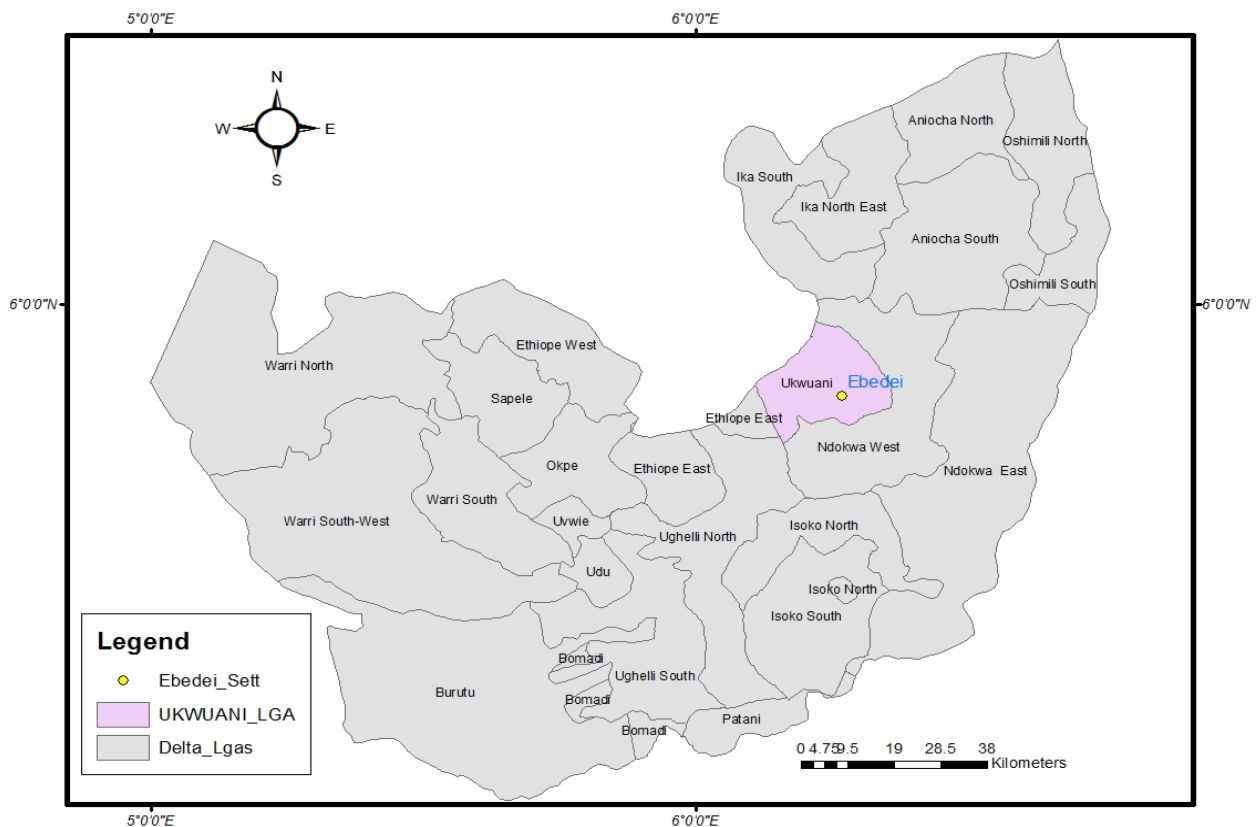 5°0'0"E
6°0'0"E
N
W
E
S
Aniocha North
Oshimili North
Ika South
Ika North East
Aniocha South
Oshimili South
6°0'0"N
6°0'0"N
Ethiope West
Warri North
Ukwuani
Ebedei
Sapele
Ethiope East
Ndokwa West
Okpe
Ethiope East
Ndokwa East
Warri South
Warri South-West
Uvwie
Isoko North
Ughelli North
Udu
Isoko North
Isoko South
Bomadi
Ughelli South
Burutu
Bomadi
Patani
Bomadi
Legend
Ebedei_Sett
UKWUANI_LGA
Delta_Lgas
0 4.75 9.5 19 28.5 38
Kilometers
5°0'0"E
6°0'0"E